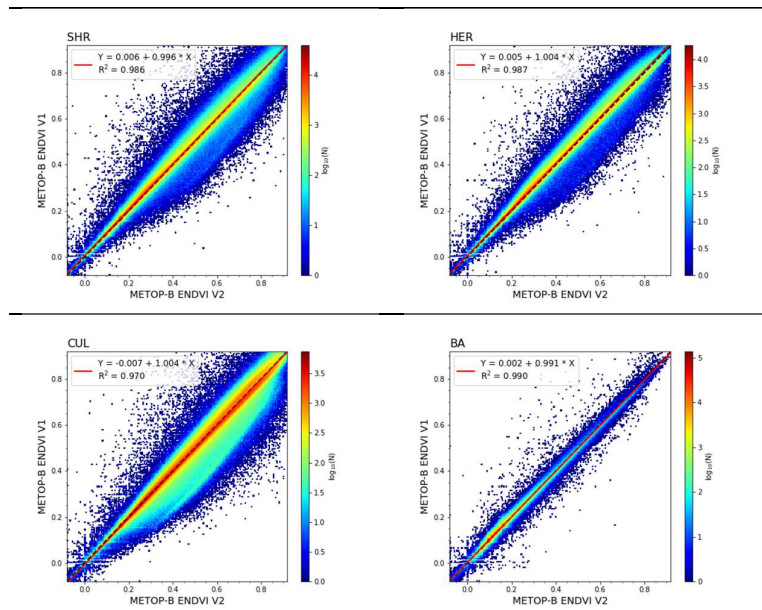 SHR
Y = 0.006 + 0.996 * X
R² = 0.986
METOP-B ENDVI V1
0.8
0.6
0.4
0.2
0.0
0.0 0.2 0.4 0.6 0.8
METOP-B ENDVI V2
4
3
2
1
0
log₁₀(N)
HER
Y = 0.005 + 1.004 * X
R² = 0.987
METOP-B ENDVI V1
0.8
0.6
0.4
0.2
0.0
0.0 0.2 0.4 0.6 0.8
METOP-B ENDVI V2
4.0
3.5
3.0
2.5
2.0
1.5
1.0
0.5
0.0
log₁₀(N)
CUL
Y = -0.007 + 1.004 * X
R² = 0.970
METOP-B ENDVI V1
0.8
0.6
0.4
0.2
0.0
0.0 0.2 0.4 0.6 0.8
METOP-B ENDVI V2
3.5
3.0
2.5
2.0
1.5
1.0
0.5
0.0
log₁₀(N)
BA
Y = 0.002 + 0.991 * X
R² = 0.990
METOP-B ENDVI V1
0.8
0.6
0.4
0.2
0.0
0.0 0.2 0.4 0.6 0.8
METOP-B ENDVI V2
5
4
3
2
1
0
log₁₀(N)